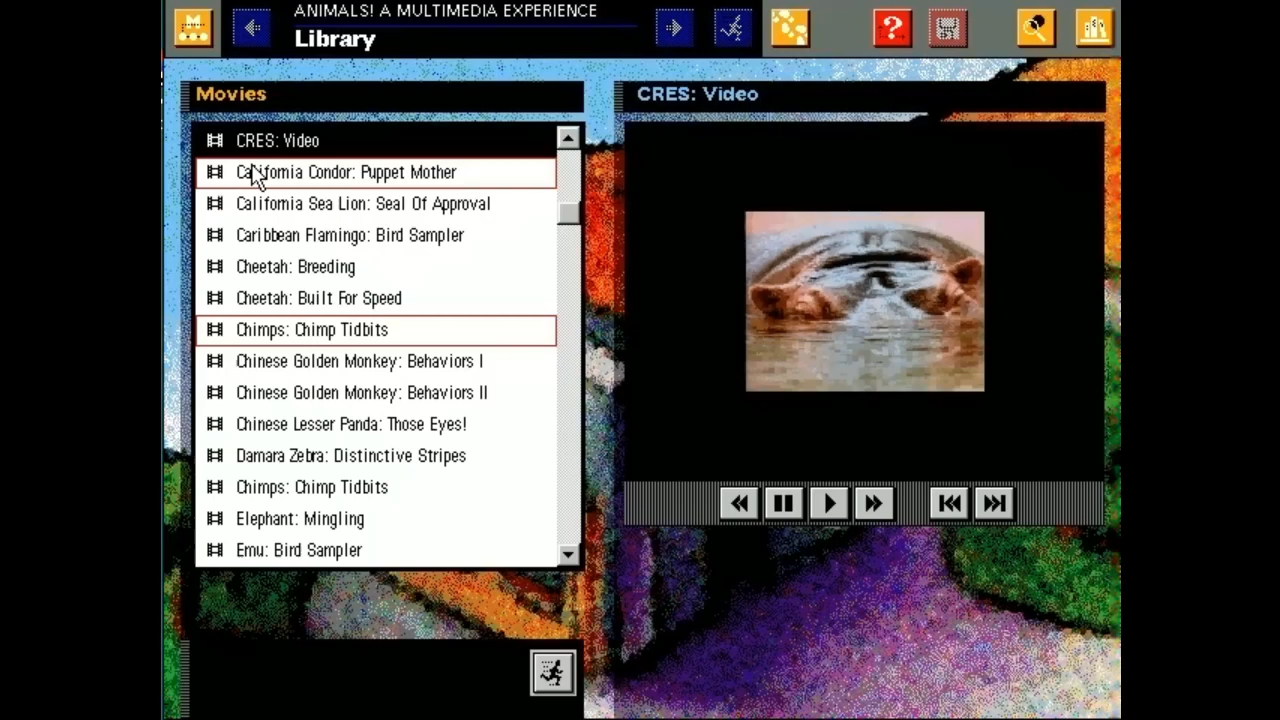 ANIMALS! A MULTIMEDIA EXPERIENCE
Library
?
Movies
CRES: Video
California Condor: Puppet Mother
California Sea Lion: Seal Of Approval
Caribbean Flamingo: Bird Sampler
Cheetah: Breeding
Cheetah: Built For Speed
Chimps: Chimp Tidbits
Chinese Golden Monkey: Behaviors I
Chinese Golden Monkey: Behaviors II
Chinese Lesser Panda: Those Eyes!
Damara Zebra: Distinctive Stripes
Chimps: Chimp Tidbits
Elephant: Mingling
Emu: Bird Sampler
CRES: Video